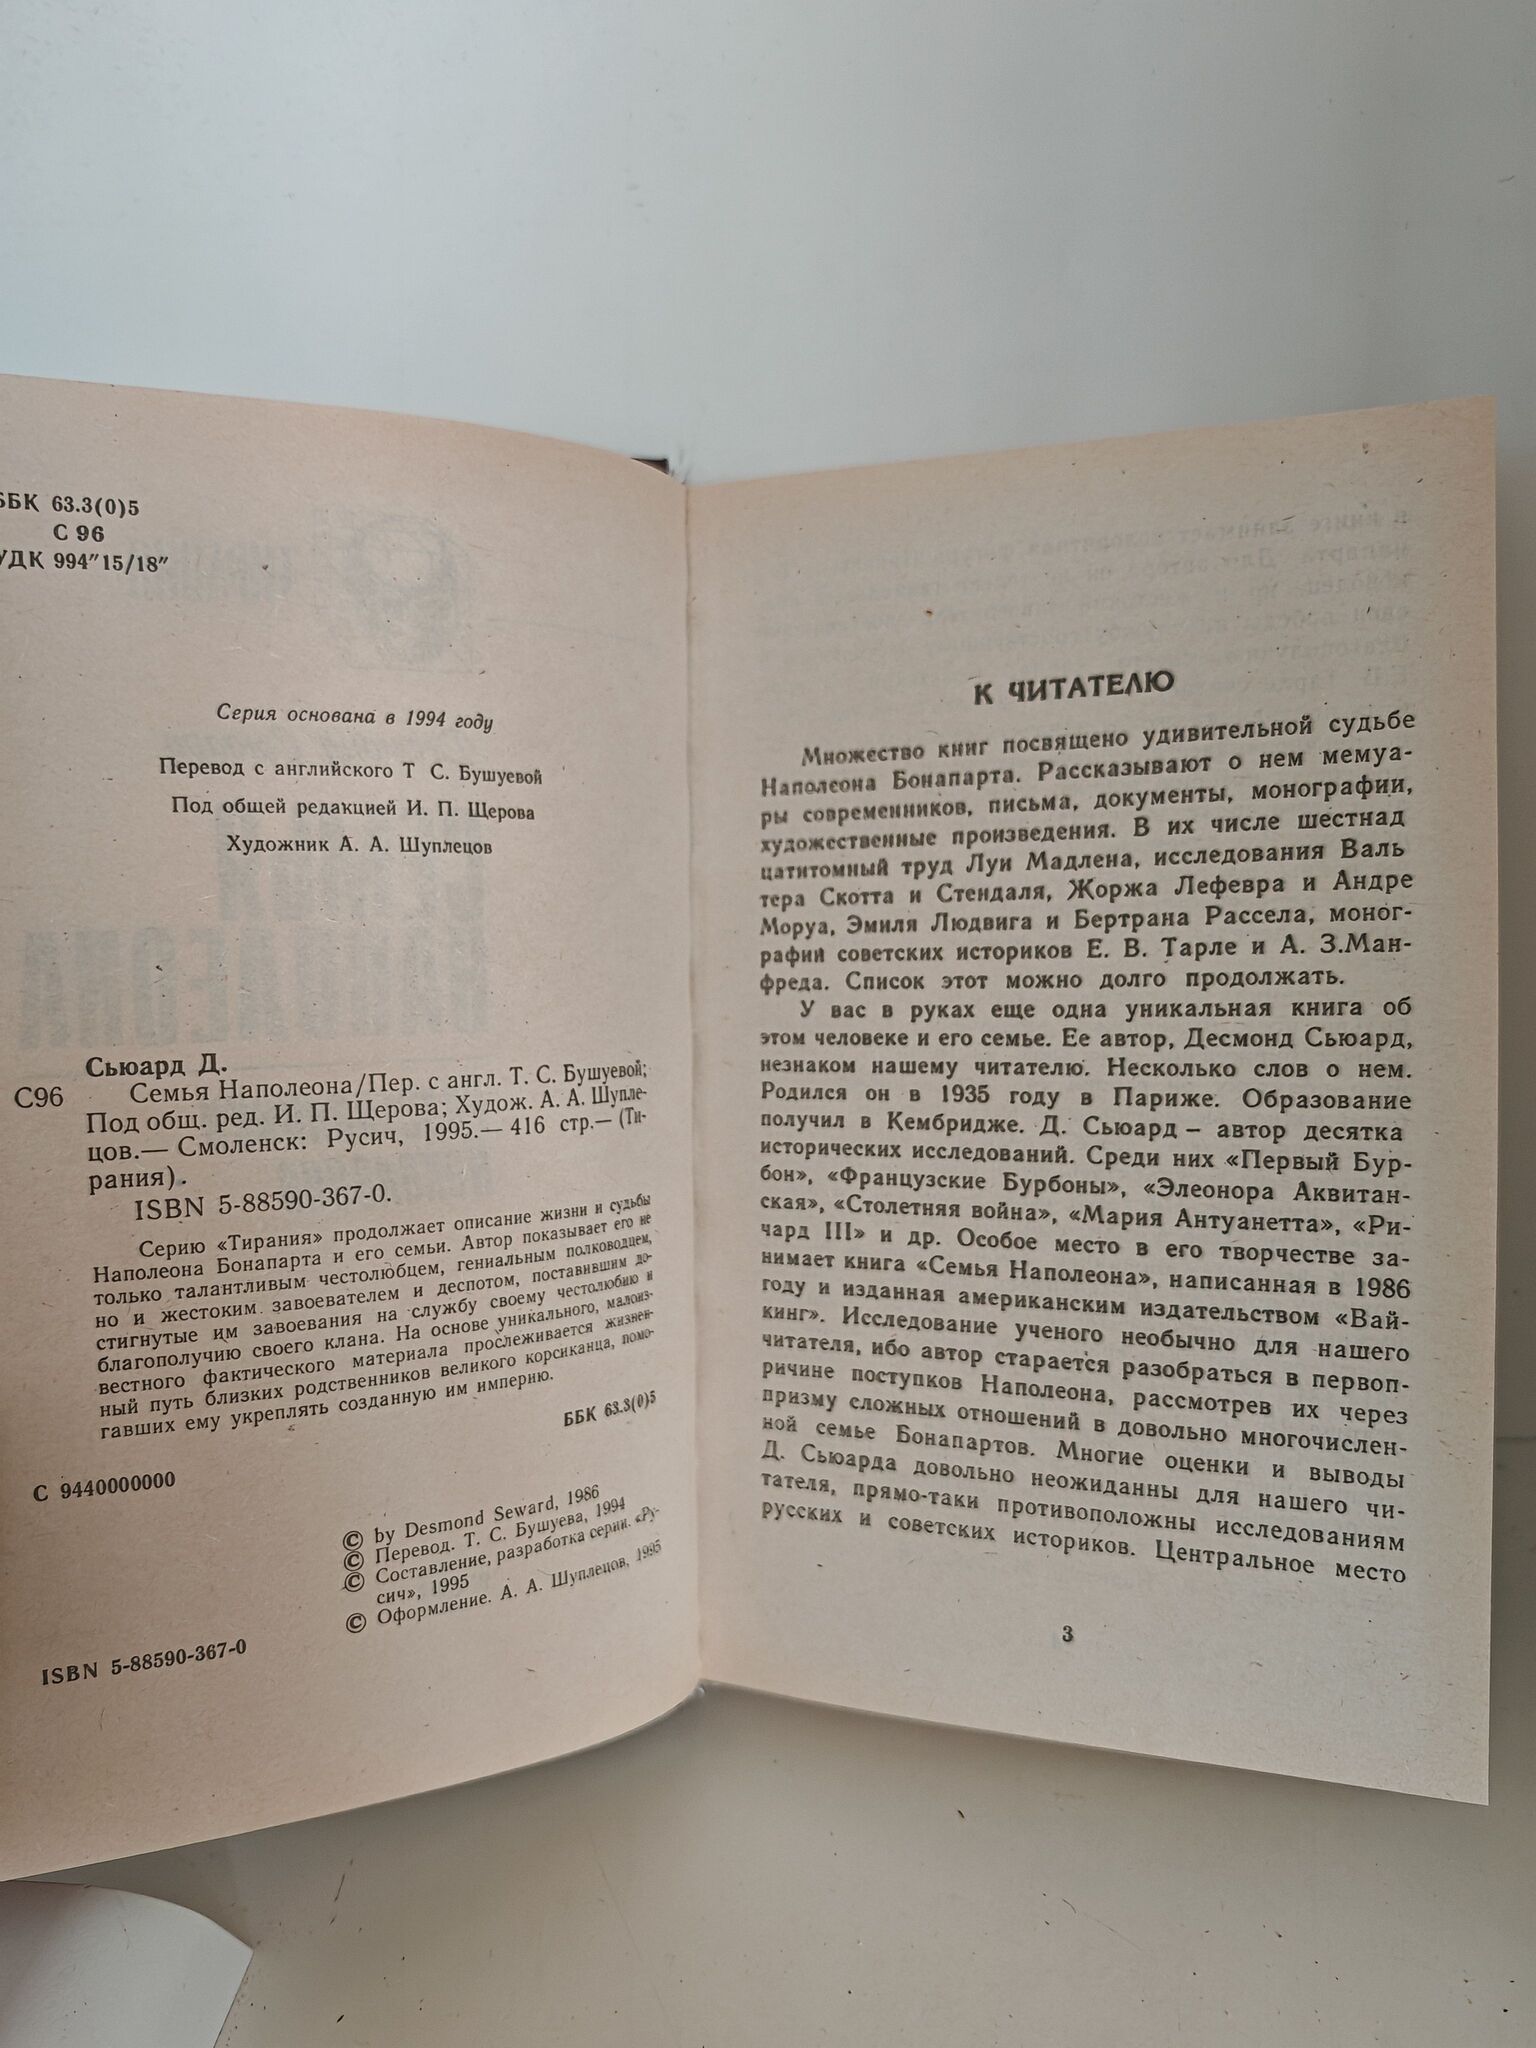 ББК 63.3(0)5
С 96
УДК 994"15/18"
Серия основана в 1994 году
Перевод с английского Т С. Бушуевой
Под общей редакцией И. П. Щерова
Художник А. А. Шуплецов
Сьюард Д.
С96 Семья Наполеона/Пер. с англ. Т. С. Бушуевой;
Под общ. ред. И. П. Щерова; Худож. А. А. Шупле-
цов.— Смоленск: Русич, 1995.— 416 стр.— (Ти-
рания).
ISBN 5-88590-367-0.
Серию «Тирания» продолжает описание жизни и судьбы
Наполеона Бонапарта и его семьи. Автор показывает его не
только талантливым честолюбцем, гениальным полководцем,
но и жестоким завоевателем и деспотом, поставившим до-
стигнутые им завоевания на службу своему честолюбию и
благополучию своего клана. На основе уникального, малоиз-
вестного фактического материала прослеживается жизнен-
ный путь близких родственников великого корсиканца, помо-
гавших ему укреплять созданную им империю.
ББК 63.3(0)5
С 9440000000
© by Desmond Seward, 1986
© Перевод. Т. С. Бушуева, 1994
© Составление, разработка серии. «Ру-
сич», 1995
© Оформление. А. А. Шуплецов, 1995
ISBN 5-88590-367-0
К ЧИТАТЕЛЮ
Множество книг посвящено удивительной судьбе
Наполеона Бонапарта. Рассказывают о нем мемуа-
ры современников, письма, документы, монографии,
художественные произведения. В их числе шестнад
цатитомный труд Луи Мадлена, исследования Валь
тера Скотта и Стендаля, Жоржа Лефевра и Андре
Моруа, Эмиля Людвига и Бертрана Рассела, моног-
рафий советских историков Е. В. Тарле и А. З.Ман-
фреда. Список этот можно долго продолжать.
У вас в руках еще одна уникальная книга об
этом человеке и его семье. Ее автор, Десмонд Сьюард,
незнаком нашему читателю. Несколько слов о нем.
Родился он в 1935 году в Париже. Образование
получил в Кембридже. Д. Сьюард – автор десятка
исторических исследований. Среди них «Первый Бур-
бон», «Французские Бурбоны», «Элеонора Аквитан-
ская», «Столетняя война», «Мария Антуанетта», «Ри-
чард III» и др. Особое место в его творчестве за-
нимает книга «Семья Наполеона», написанная в 1986
году и изданная американским издательством «Вай-
кинг». Исследование ученого необычно для нашего
читателя, ибо автор старается разобраться в первоп-
ричине поступков Наполеона, рассмотрев их через
призму сложных отношений в довольно многочислен-
ной семье Бонапартов. Многие оценки и выводы
Д. Сьюарда довольно неожиданны для нашего чи-
тателя, прямо-таки противоположны исследованиям
русских и советских историков. Центральное место
3